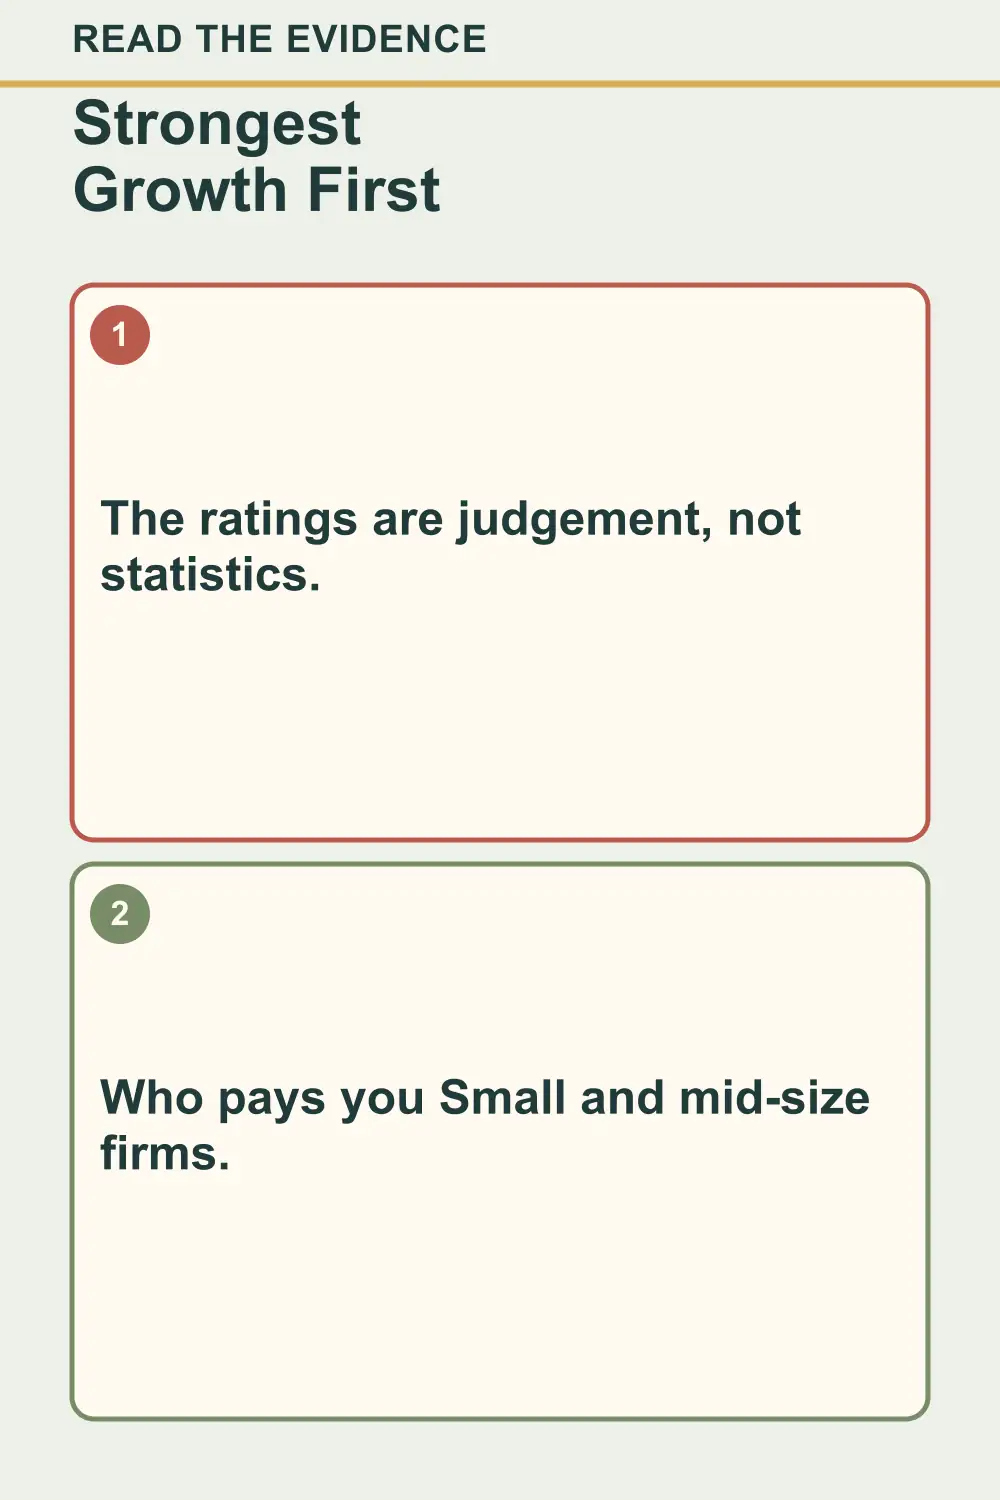 READ THE EVIDENCE
Strongest
Growth First
1
The ratings are judgement, not
statistics.
2
Who pays you Small and mid-size
firms.